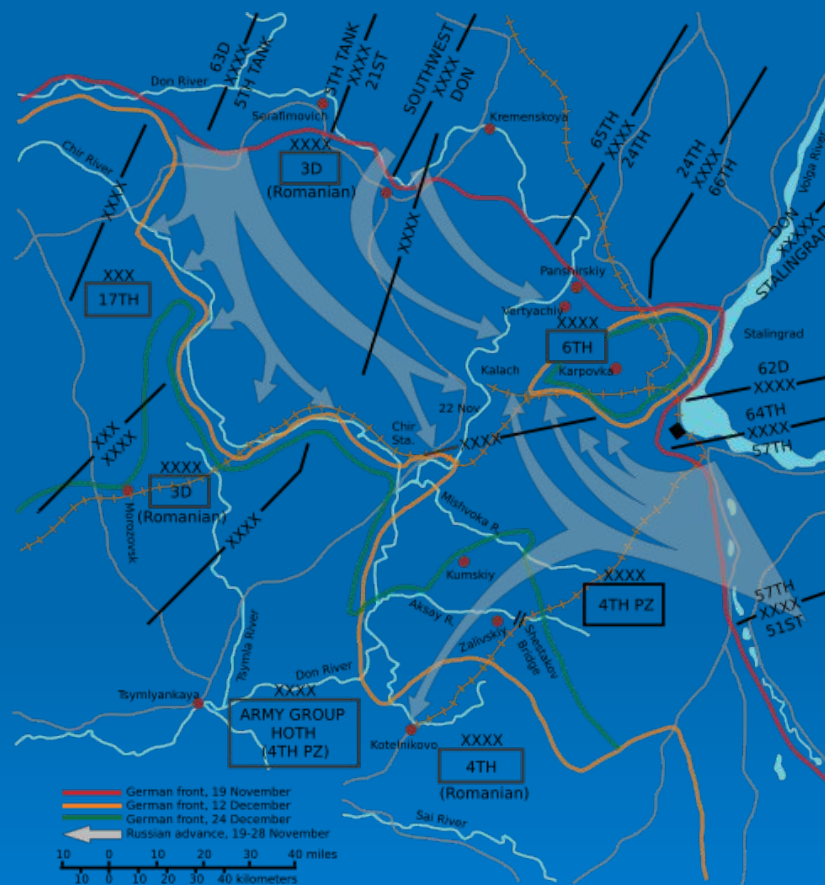 63D
XXXX
5TH TANK
5TH TANK
XXXX
21ST
SOUTHWEST
XXXX
DON
Don River
Serafimovich
Kremenskoya
65TH
XXXX
24TH
24TH
XXXX
66TH
Volga River
DON
XXXXX
STALINGRAD
Chir River
XXXX
XXXX
3D
(Romanian)
XXXX
Panshirskiy
Vertyachiy
XXX
17TH
XXXX
6TH
Stalingrad
Kalach
Karpovka
62D
XXXX
22 Nov
Chir
Sta.
XXXX
64TH
XXXX
57TH
XXX
XXXX
XXXX
3D
(Romanian)
Morozovsk
XXXX
Mishvoka R.
Kumskiy
XXXX
4TH PZ
57TH
XXXX
51ST
Aksay R.
Zalivskiy
Shestakov
Bridge
Tsymla River
Don River
Tsymlyankaya
XXXX
ARMY GROUP
HOTH
(4TH PZ)
Kotelnikovo
XXXX
4TH
(Romanian)
Sai River
German front, 19 November
German front, 12 December
German front, 24 December
Russian advance, 19-28 November
10 0 10 20 30 40 miles
10 0 10 20 30 40 kilometers